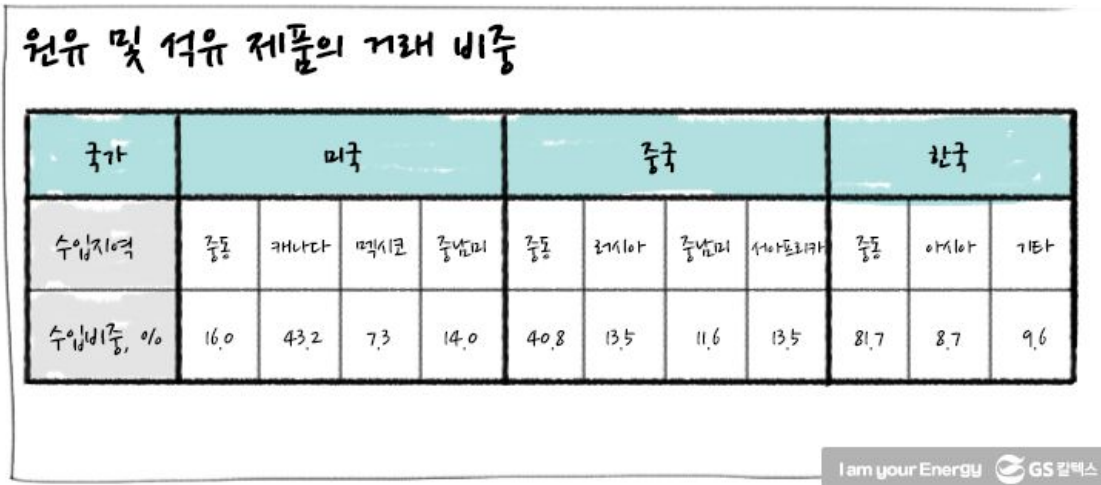 원유 및 석유 제품의 거래 비중
국가 미국 중국 한국
수입지역 중동 캐나다 멕시코 중남미 중동 러시아 중남미 서아프리카 중동 아시아 기타
수입비중, % 16.0 43.2 7.3 14.0 40.8 13.5 11.6 13.5 81.7 8.7 9.6
I am your Energy GS칼텍스